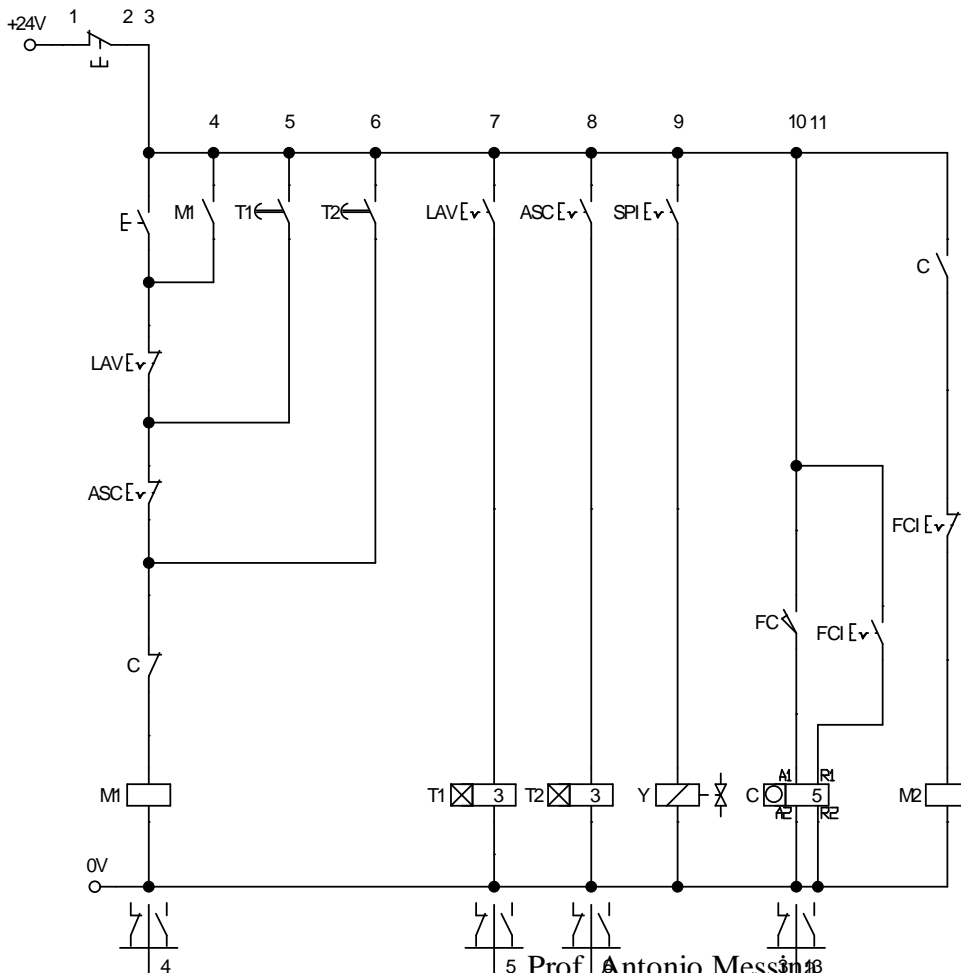 1 2 3
+24V
4 5 6 7 8 9 10 11
M1 T1 T2 LAV ASC SPI
C
LAV
ASC
FCI
FC FCI
C
A1 R1
M1 T1 3 T2 3 Y C 5 M2
A2 R2
0V
4 5 6
Prof. Antonio Messina